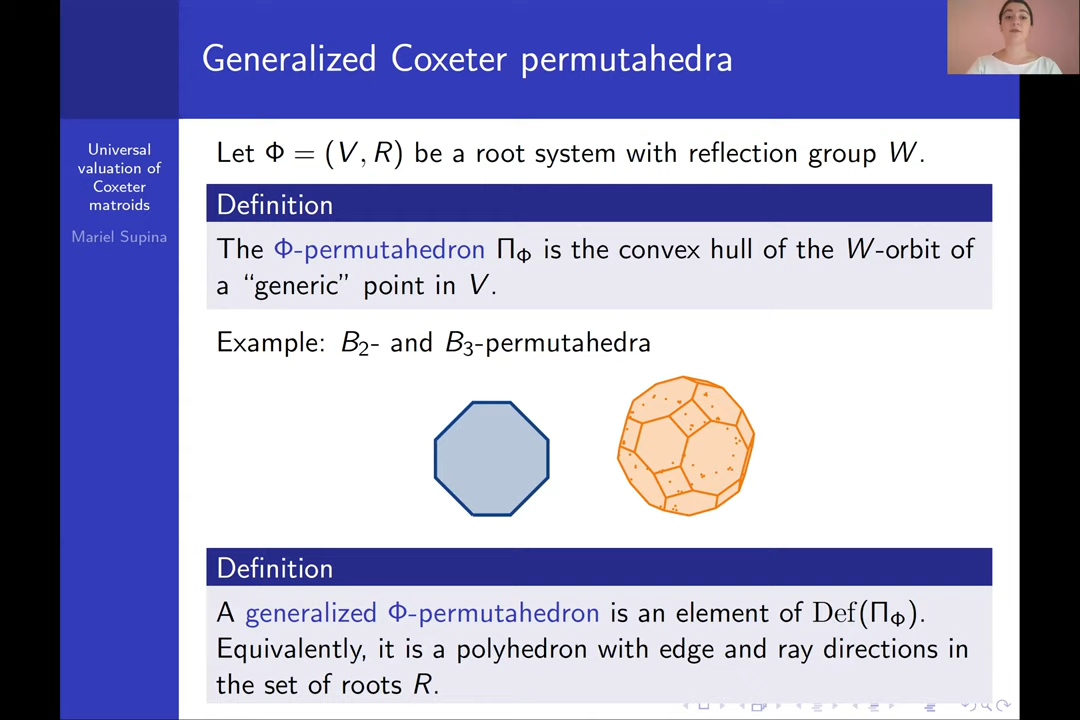 Generalized Coxeter permutahedra
Universal
valuation of
Coxeter
matroids
Mariel Supina
Let Φ = (V, R) be a root system with reflection group W.
Definition
The Φ-permutahedron Π_Φ is the convex hull of the W-orbit of
a “generic” point in V.
Example: B₂- and B₃-permutahedra
Definition
A generalized Φ-permutahedron is an element of Def(Π_Φ).
Equivalently, it is a polyhedron with edge and ray directions in
the set of roots R.